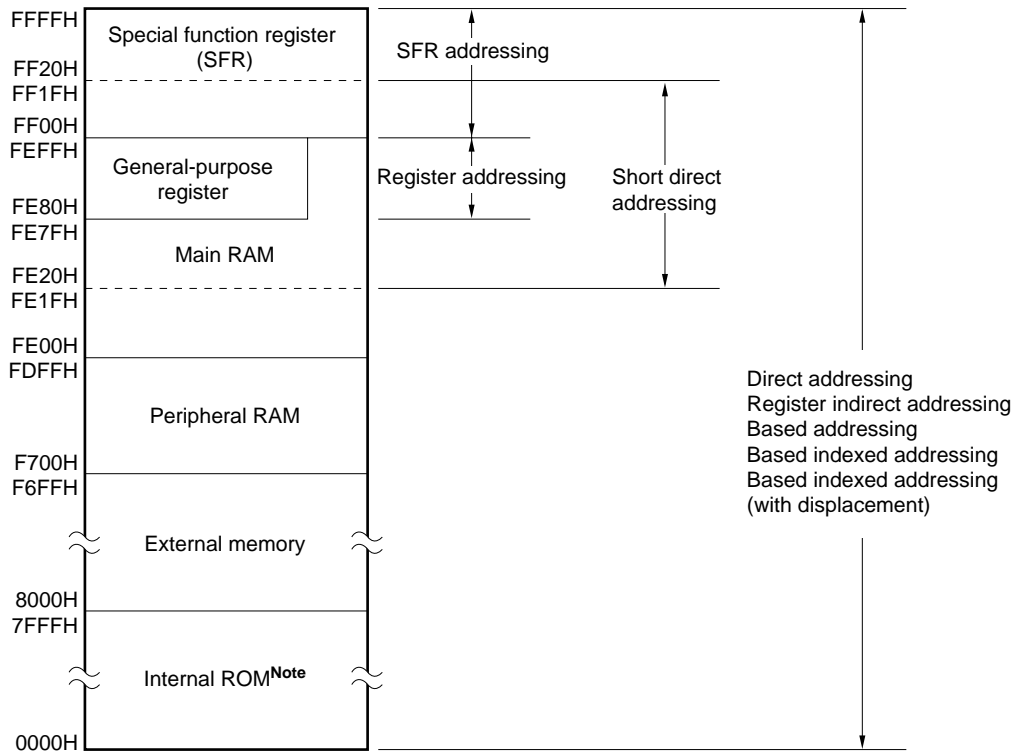 FFFFH
Special function register
(SFR)
SFR addressing
FF20H
FF1FH
FF00H
FEFFH
General-purpose
register
Register addressing
Short direct
addressing
FE80H
FE7FH
Main RAM
FE20H
FE1FH
FE00H
FDFFH
Peripheral RAM
Direct addressing
Register indirect addressing
Based addressing
Based indexed addressing
Based indexed addressing
(with displacement)
F700H
F6FFH
External memory
8000H
7FFFH
Internal ROMNote
0000H